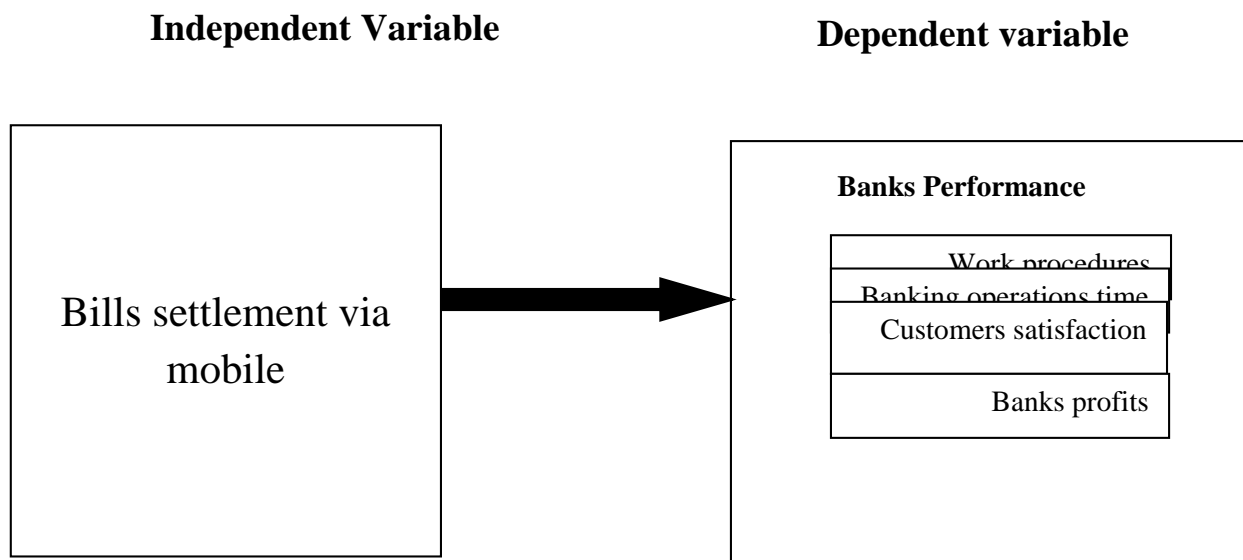 Independent Variable
Dependent variable
Bills settlement via
mobile
Banks Performance
Work procedures
Banking operations time
Customers satisfaction
Banks profits